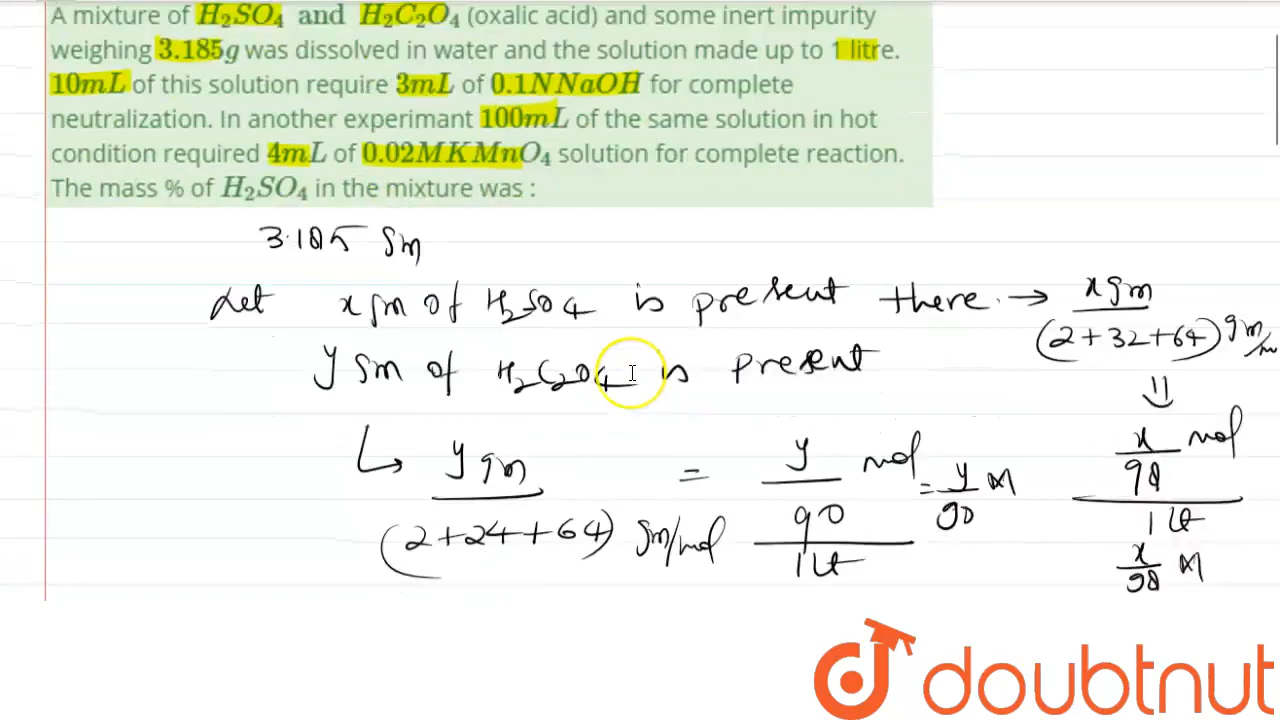 A mixture of H₂SO₄ and H₂C₂O₄ (oxalic acid) and some inert impurity
weighing 3.185g was dissolved in water and the solution made up to 1 litre.
10mL of this solution require 3mL of 0.1NNaOH for complete
neutralization. In another experimant 100mL of the same solution in hot
condition required 4mL of 0.02MKMnO₄ solution for complete reaction.
The mass % of H₂SO₄ in the mixture was :
3.185 gm
Let x gm of H₂SO₄ is present there. → x gm / (2+32+64) gm/m
y gm of H₂C₂O₄ is present
⇓
↳ y gm / (2+24+64) gm/mol = y/90 mol / 1 Lt = y/90 M
x/98 mol / 1 Lt
x/98 M
doubtnut